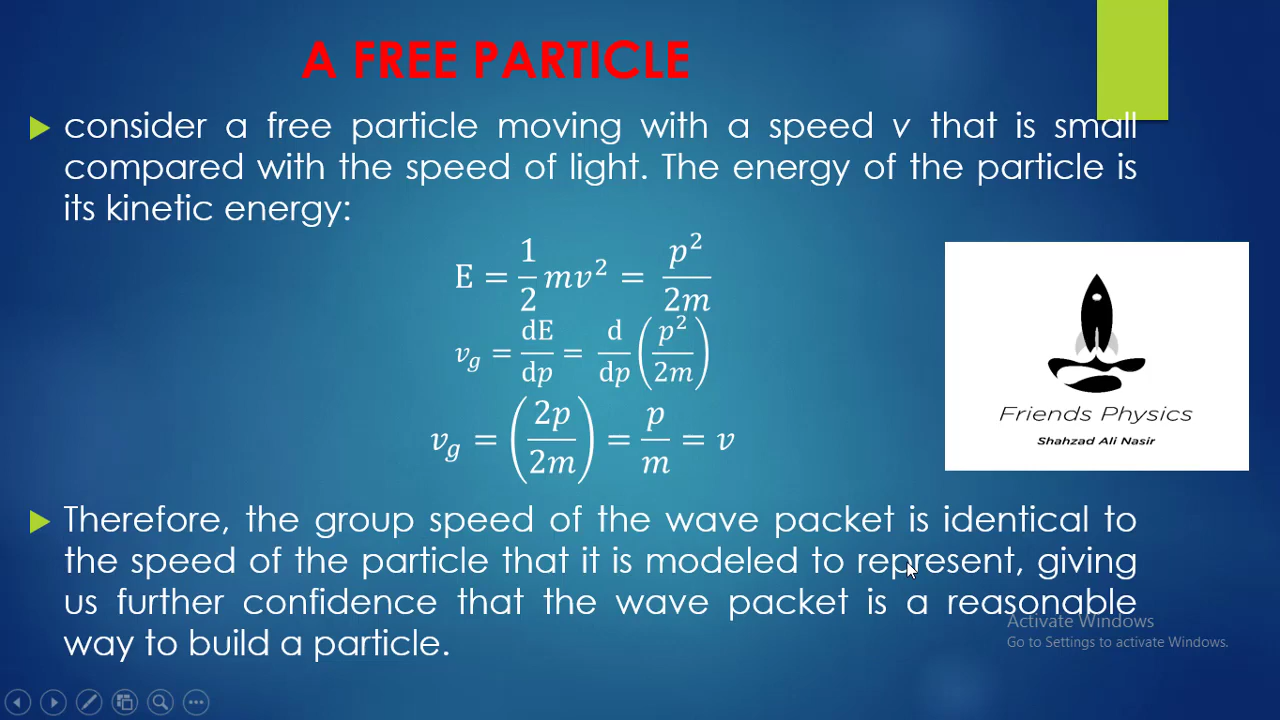 A FREE PARTICLE
consider a free particle moving with a speed v that is small
compared with the speed of light. The energy of the particle is
its kinetic energy:
E = 1/2 mv² = p²/2m
v_g = dE/dp = d/dp (p²/2m)
v_g = (2p/2m) = p/m = v
Friends Physics
Shahzad Ali Nasir
Therefore, the group speed of the wave packet is identical to
the speed of the particle that it is modeled to represent, giving
us further confidence that the wave packet is a reasonable
way to build a particle.
Activate Windows
Go to Settings to activate Windows.